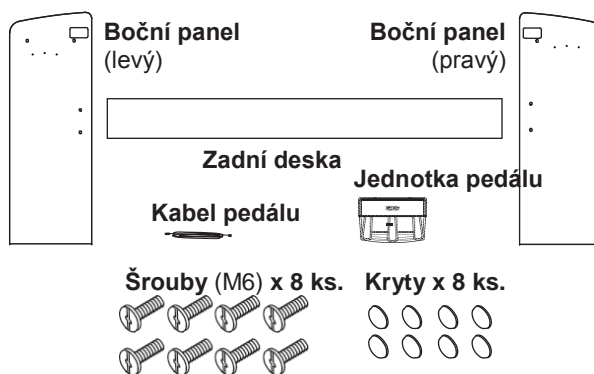 Boční panel
(levý)
Boční panel
(pravý)
Zadní deska
Jednotka pedálu
Kabel pedálu
Šrouby (M6) x 8 ks.
Kryty x 8 ks.